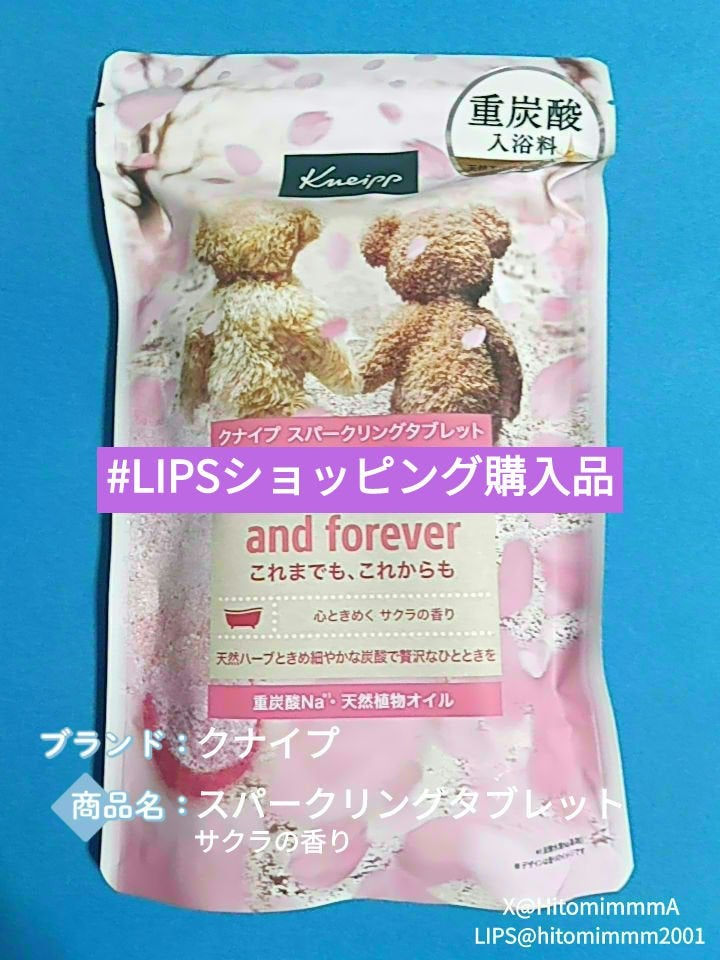 重炭酸
入浴料
Kneipp
クナイプ スパークリングタブレット
#LIPSショッピング購入品
and forever
これまでも、これからも
心ときめく サクラの香り
天然ハーブときめ細やかな炭酸で贅沢なひとときを
重炭酸Na*¹・天然植物オイル
ブランド：クナイプ
商品名：スパークリングタブレット
サクラの香り
X@HitomimmmA
LIPS@hitomimmm2001